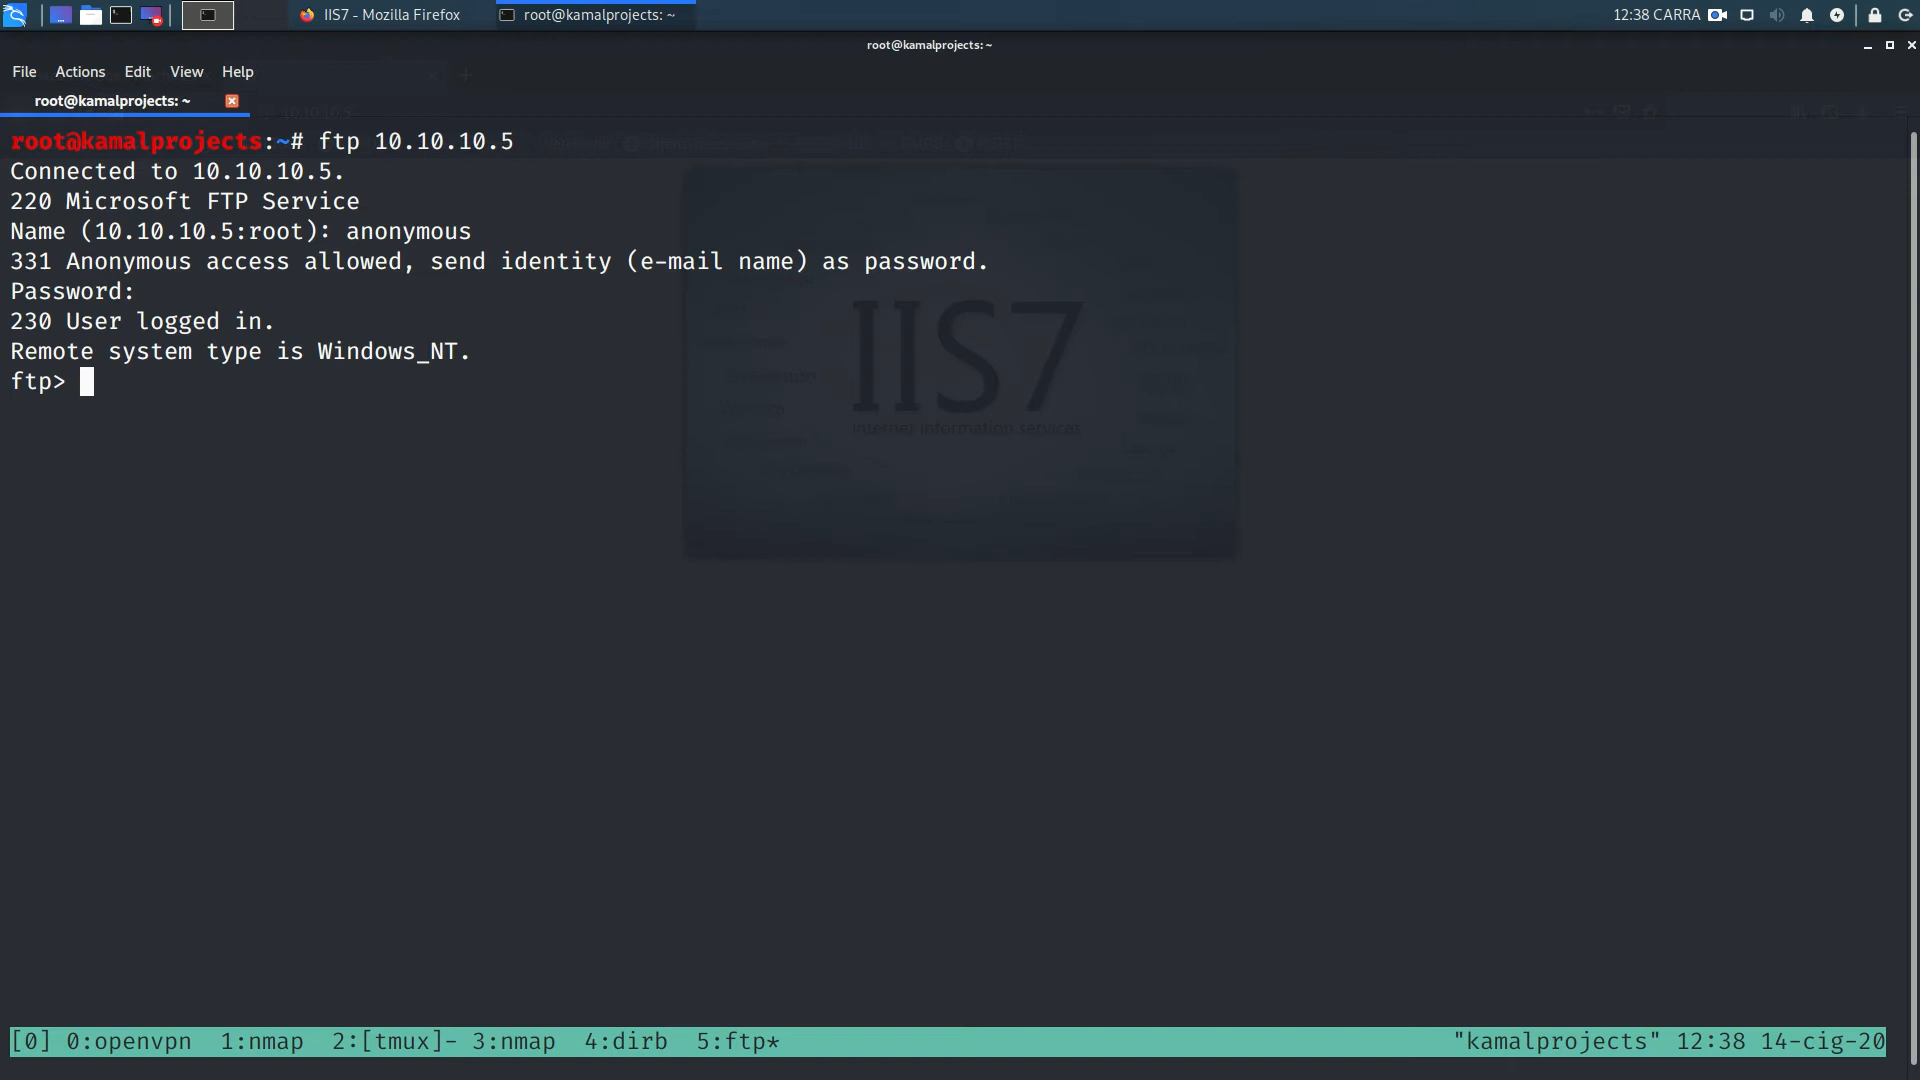 IIS7 - Mozilla Firefox
root@kamalprojects: ~
12:38 CARRA
root@kamalprojects: ~
File Actions Edit View Help
root@kamalprojects: ~
root@kamalprojects:~# ftp 10.10.10.5
Connected to 10.10.10.5.
220 Microsoft FTP Service
Name (10.10.10.5:root): anonymous
331 Anonymous access allowed, send identity (e-mail name) as password.
Password:
230 User logged in.
Remote system type is Windows_NT.
ftp>
IIS7
internet information services
[0] 0:openvpn 1:nmap 2:[tmux]- 3:nmap 4:dirb 5:ftp*
"kamalprojects" 12:38 14-cig-20